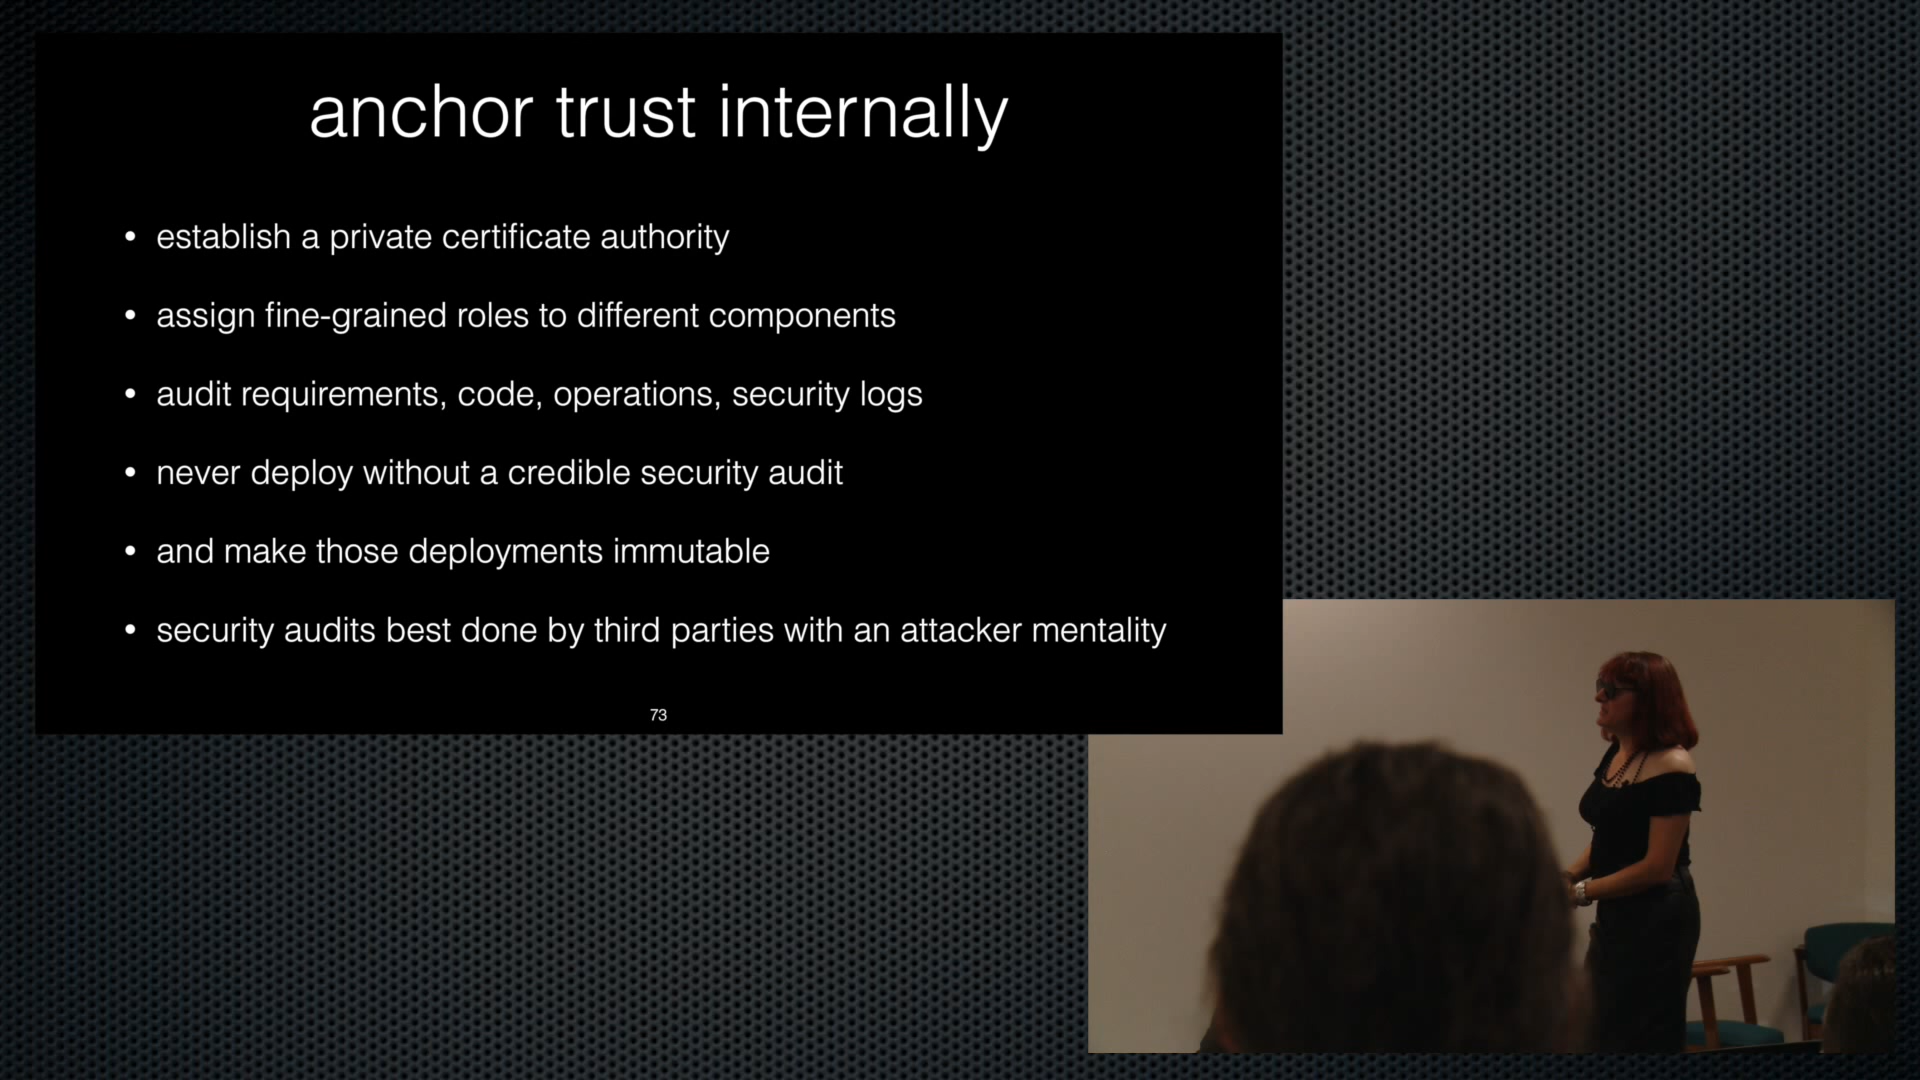 anchor trust internally
• establish a private certificate authority
• assign fine-grained roles to different components
• audit requirements, code, operations, security logs
• never deploy without a credible security audit
• and make those deployments immutable
• security audits best done by third parties with an attacker mentality
73